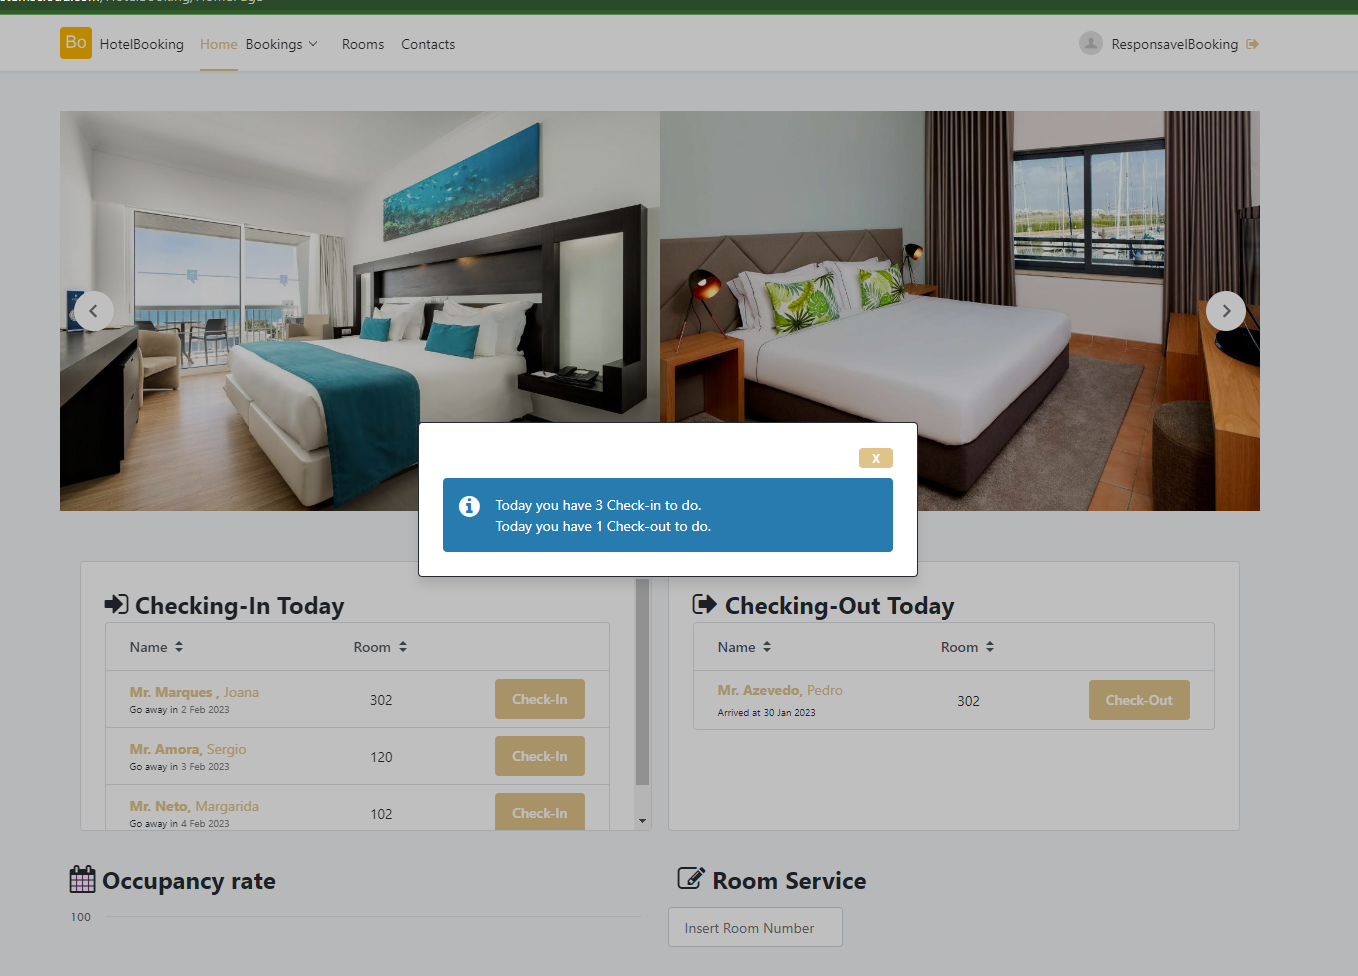 Bo HotelBooking Home Bookings Rooms Contacts ResponsavelBooking
X
Today you have 3 Check-in to do.
Today you have 1 Check-out to do.
Checking-In Today
Name Room
Mr. Marques , Joana 302 Check-In
Go away in 2 Feb 2023
Mr. Amora, Sergio 120 Check-In
Go away in 3 Feb 2023
Mr. Neto, Margarida 102 Check-In
Go away in 4 Feb 2023
Checking-Out Today
Name Room
Mr. Azevedo, Pedro 302 Check-Out
Arrived at 30 Jan 2023
Occupancy rate
100
Room Service
Insert Room Number